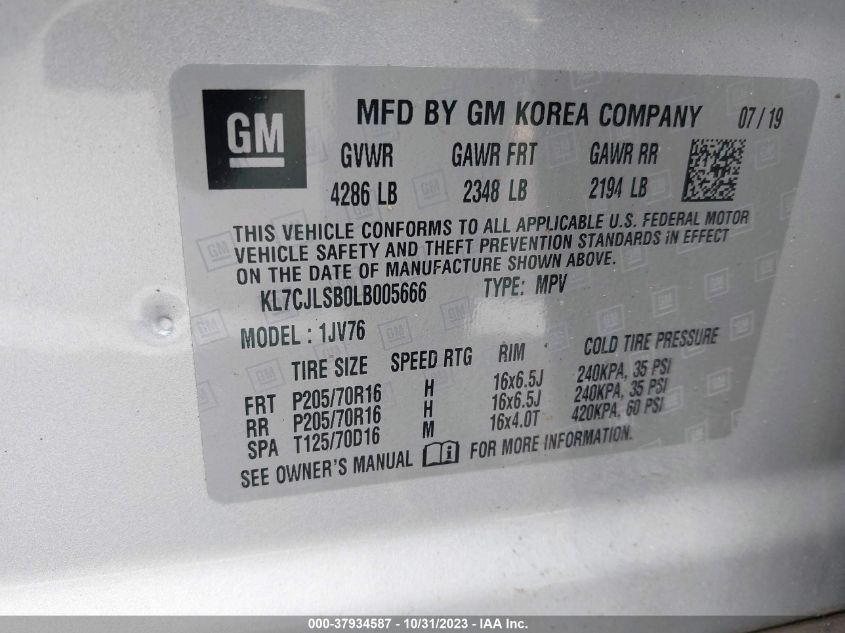 GM
MFD BY GM KOREA COMPANY 07/19
GVWR GAWR FRT GAWR RR
4286 LB 2348 LB 2194 LB
THIS VEHICLE CONFORMS TO ALL APPLICABLE U.S. FEDERAL MOTOR
VEHICLE SAFETY AND THEFT PREVENTION STANDARDS IN EFFECT
ON THE DATE OF MANUFACTURE SHOWN ABOVE.
KL7CJLSB0LB005666 TYPE: MPV
MODEL : 1JV76
TIRE SIZE SPEED RTG RIM COLD TIRE PRESSURE
FRT P205/70R16 H 16x6.5J 240KPA, 35 PSI
RR P205/70R16 H 16x6.5J 240KPA, 35 PSI
SPA T125/70D16 M 16x4.0T 420KPA, 60 PSI
SEE OWNER'S MANUAL i FOR MORE INFORMATION.
000-37934587 - 10/31/2023 - IAA Inc.